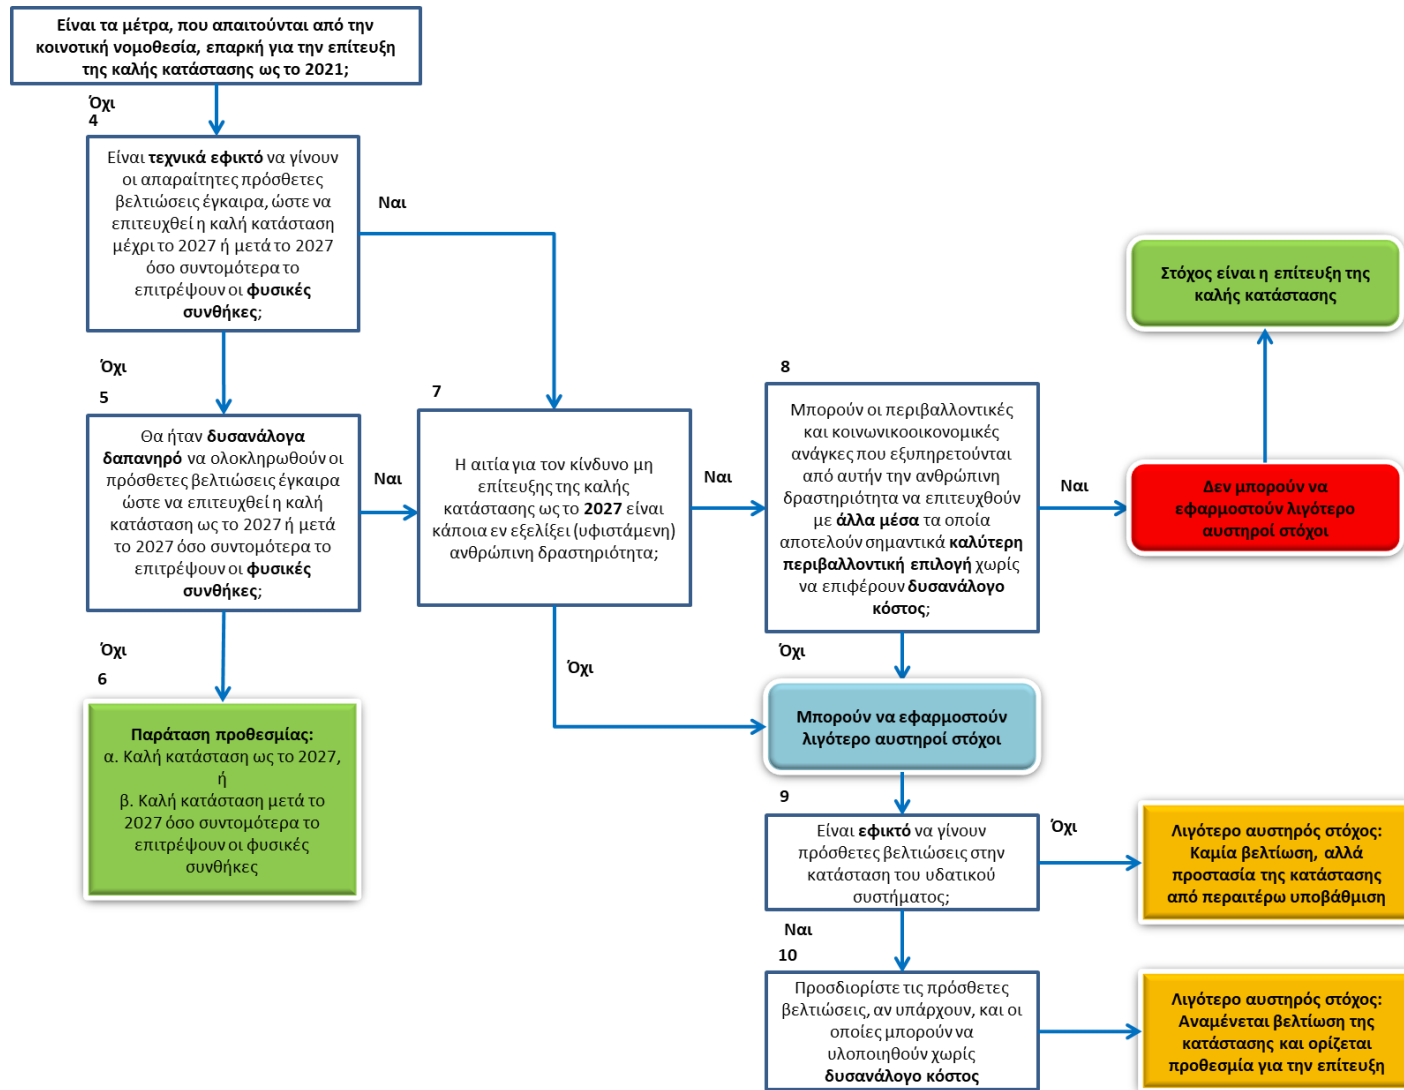 Είναι τα μέτρα, που απαιτούνται από την
κοινοτική νομοθεσία, επαρκή για την επίτευξη
της καλής κατάστασης ως το 2021;
Όχι
4
Είναι τεχνικά εφικτό να γίνουν
οι απαραίτητες πρόσθετες
βελτιώσεις έγκαιρα, ώστε να
επιτευχθεί η καλή κατάσταση
μέχρι το 2027 ή μετά το 2027
όσο συντομότερα το
επιτρέψουν οι φυσικές
συνθήκες;
Ναι
Όχι
5
Θα ήταν δυσανάλογα
δαπανηρό να ολοκληρωθούν οι
πρόσθετες βελτιώσεις έγκαιρα
ώστε να επιτευχθεί η καλή
κατάσταση ως το 2027 ή μετά
το 2027 όσο συντομότερα το
επιτρέψουν οι φυσικές
συνθήκες;
Ναι
Όχι
6
Παράταση προθεσμίας:
α. Καλή κατάσταση ως το 2027,
ή
β. Καλή κατάσταση μετά το
2027 όσο συντομότερα το
επιτρέψουν οι φυσικές
συνθήκες
7
Η αιτία για τον κίνδυνο μη
επίτευξης της καλής
κατάστασης ως το 2027 είναι
κάποια εν εξελίξει (υφιστάμενη)
ανθρώπινη δραστηριότητα;
Ναι
Όχι
8
Μπορούν οι περιβαλλοντικές
και κοινωνικοοικονομικές
ανάγκες που εξυπηρετούνται
από αυτήν την ανθρώπινη
δραστηριότητα να επιτευχθούν
με άλλα μέσα τα οποία
αποτελούν σημαντικά καλύτερη
περιβαλλοντική επιλογή χωρίς
να επιφέρουν δυσανάλογο
κόστος;
Ναι
Όχι
Στόχος είναι η επίτευξη της
καλής κατάστασης
Δεν μπορούν να
εφαρμοστούν λιγότερο
αυστηροί στόχοι
Μπορούν να εφαρμοστούν
λιγότερο αυστηροί στόχοι
9
Είναι εφικτό να γίνουν
πρόσθετες βελτιώσεις στην
κατάσταση του υδατικού
συστήματος;
Όχι
Λιγότερο αυστηρός στόχος:
Καμία βελτίωση, αλλά
προστασία της κατάστασης
από περαιτέρω υποβάθμιση
Ναι
10
Προσδιορίστε τις πρόσθετες
βελτιώσεις, αν υπάρχουν, και οι
οποίες μπορούν να
υλοποιηθούν χωρίς
δυσανάλογο κόστος
Λιγότερο αυστηρός στόχος:
Αναμένεται βελτίωση της
κατάστασης και ορίζεται
προθεσμία για την επίτευξη